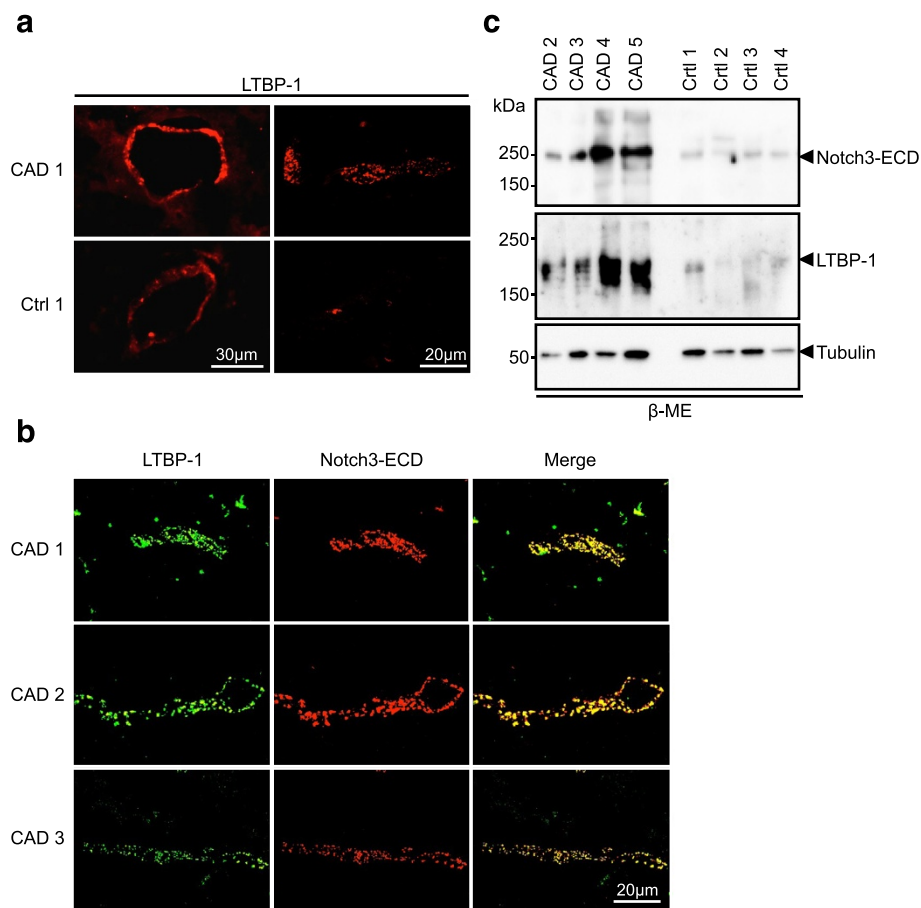 a
LTBP-1
CAD 1
Ctrl 1
30µm
20µm
c
CAD 2
CAD 3
CAD 4
CAD 5
Crtl 1
Crtl 2
Crtl 3
Crtl 4
kDa
250
150
Notch3-ECD
250
150
LTBP-1
50
Tubulin
β-ME
b
LTBP-1 Notch3-ECD Merge
CAD 1
CAD 2
CAD 3
20µm